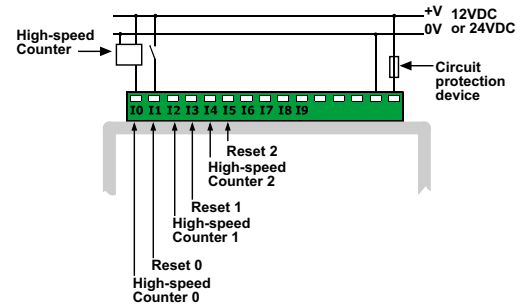 +V 12VDC
0V or 24VDC
High-speed
Counter
Circuit
protection
device
I0 I1 I2 I3 I4 I5 I6 I7 I8 I9
Reset 2
High-speed
Counter 2
Reset 1
High-speed
Counter 1
Reset 0
High-speed
Counter 0